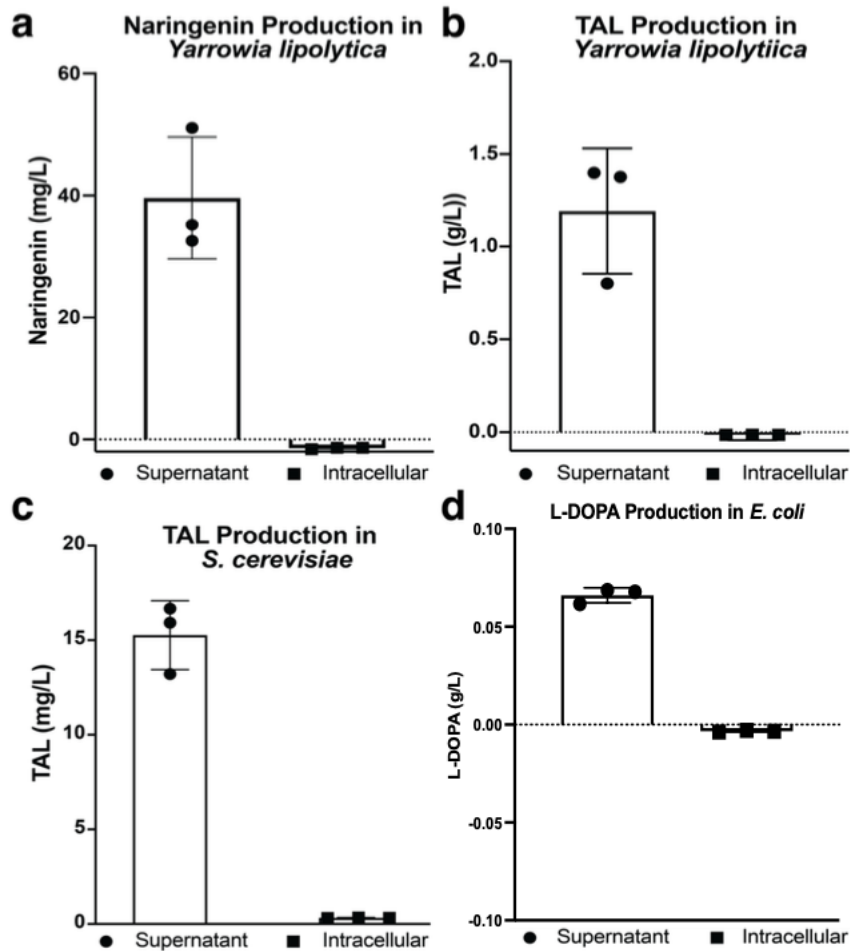 a
Naringenin Production in
Yarrowia lipolytica
Naringenin (mg/L)
60
40
20
0
Supernatant
Intracellular
b
TAL Production in
Yarrowia lipolytiica
TAL (g/L))
2.0
1.5
1.0
0.5
0.0
Supernatant
Intracellular
c
TAL Production in
S. cerevisiae
TAL (mg/L)
20
15
10
5
0
Supernatant
Intracellular
d
L-DOPA Production in E. coli
L-DOPA (g/L)
0.10
0.05
0.00
-0.05
-0.10
Supernatant
Intracellular